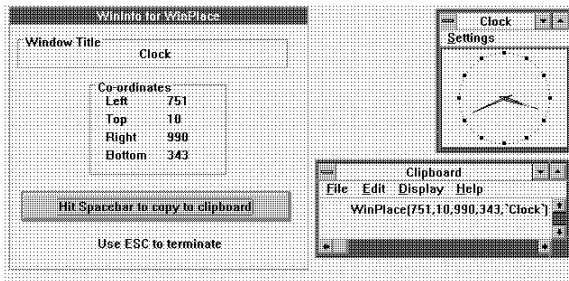 WinInfo for WinPlace
Window Title
Clock
Co-ordinates
Left 751
Top 10
Right 990
Bottom 343
Hit Spacebar to copy to clipboard
Use ESC to terminate
Clock
Settings
Clipboard
File Edit Display Help
WinPlace(751,10,990,343,`Clock`)